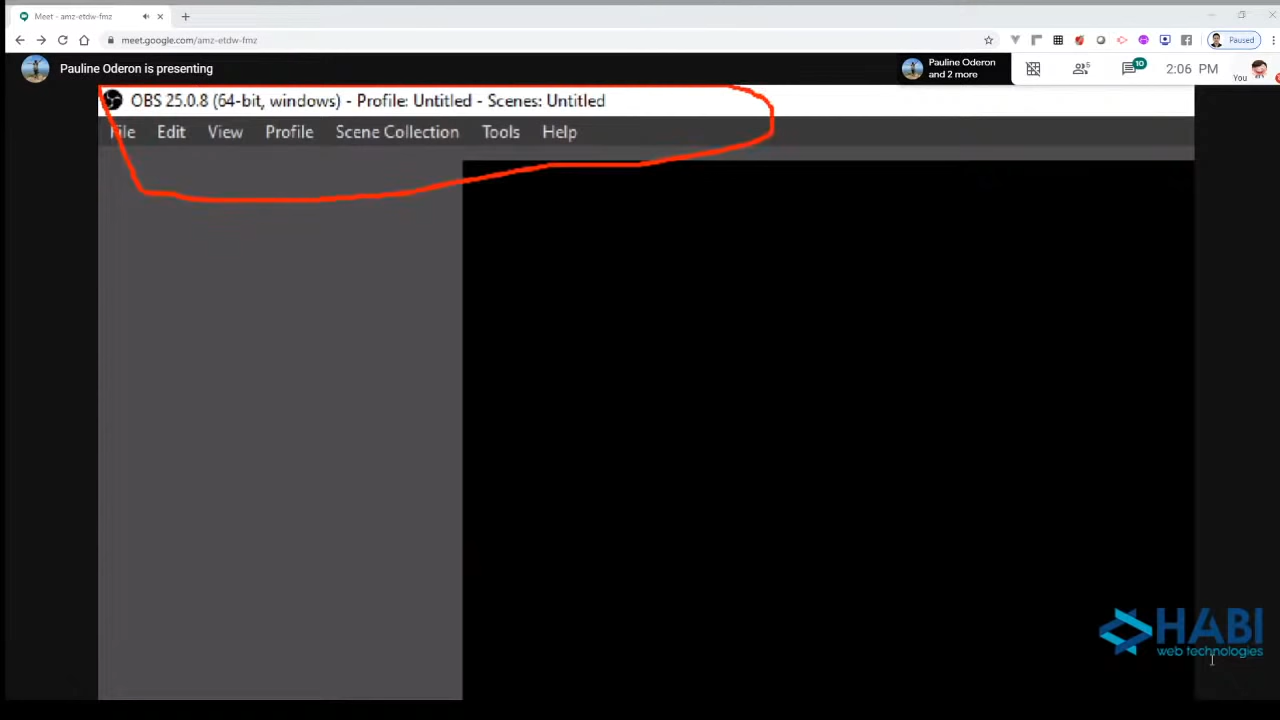 Meet - amz-etdw-fmz
meet.google.com/amz-etdw-fmz
Paused
Pauline Oderon is presenting
Pauline Oderon
and 2 more
5
10
2:06 PM
You
OBS 25.0.8 (64-bit, windows) - Profile: Untitled - Scenes: Untitled
File Edit View Profile Scene Collection Tools Help
HABI
web technologies